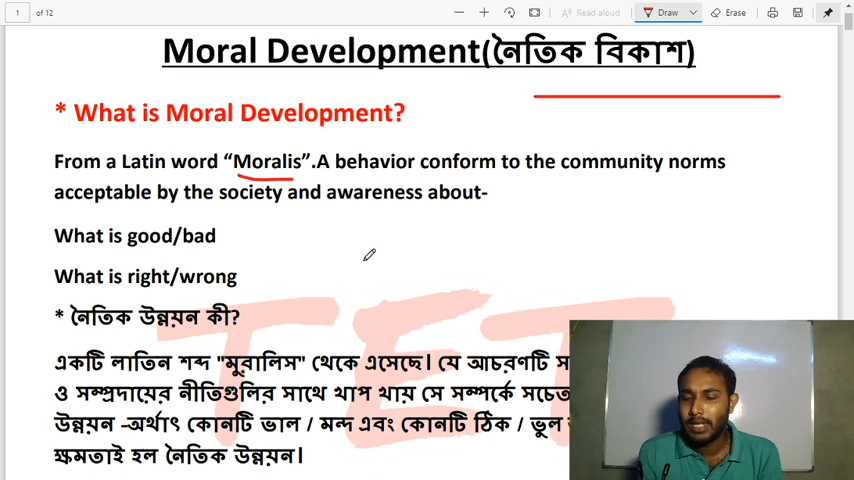 1 of 12 Read aloud Draw Erase
Moral Development(নৈতিক বিকাশ)
* What is Moral Development?
From a Latin word “Moralis”.A behavior conform to the community norms
acceptable by the society and awareness about-
What is good/bad
What is right/wrong
* নৈতিক উন্নয়ন কী?
একটি লাতিন শব্দ "মুরালিস" থেকে এসেছে। যে আচরণটি
ও সম্প্রদায়ের নীতিগুলির সাথে খাপ খায় সে সম্পর্কে
উন্নয়ন -অর্থাৎ কোনটি ভাল / মন্দ এবং কোনটি ঠিক / ভুল
ক্ষমতাই হল নৈতিক উন্নয়ন।
TET